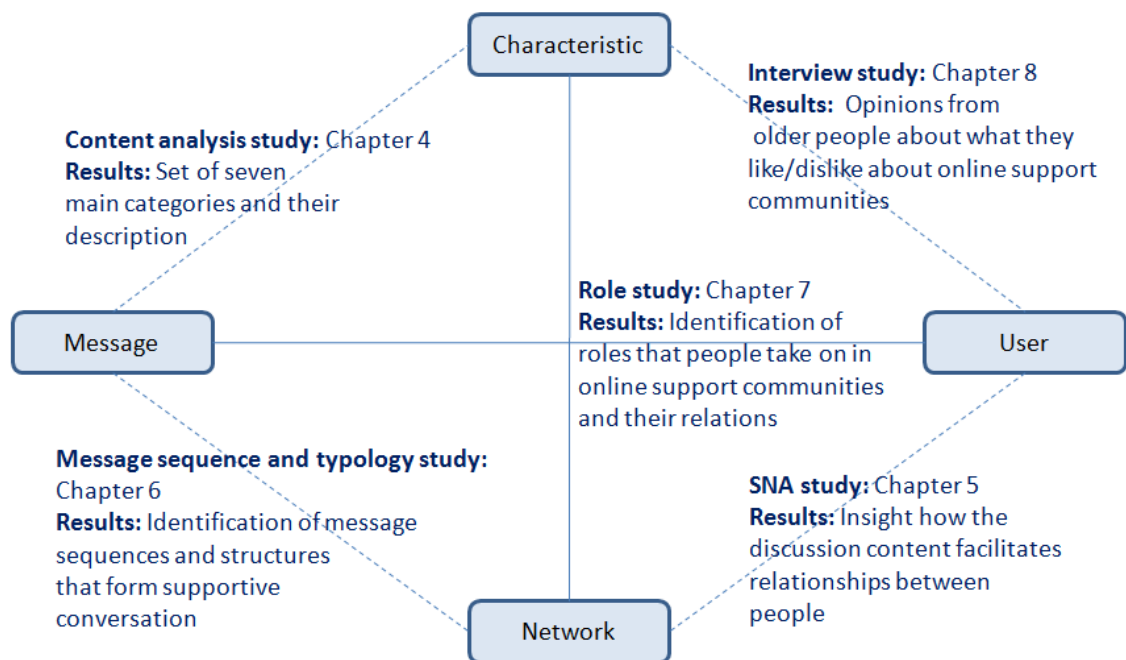 Characteristic
Content analysis study: Chapter 4
Results: Set of seven
main categories and their
description
Interview study: Chapter 8
Results: Opinions from
older people about what they
like/dislike about online support
communities
Message
Role study: Chapter 7
Results: Identification of
roles that people take on in
online support communities
and their relations
User
Message sequence and typology study:
Chapter 6
Results: Identification of message
sequences and structures
that form supportive
conversation
SNA study: Chapter 5
Results: Insight how the
discussion content facilitates
relationships between
people
Network